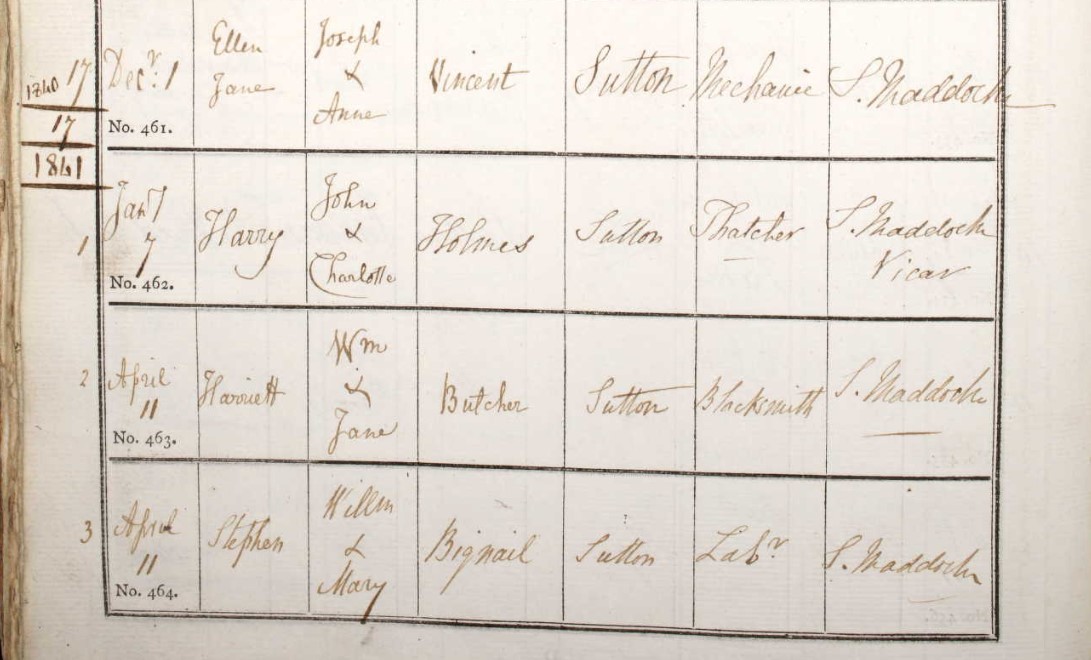 1840 17 Decr. 1 Ellen Jane Joseph & Anne Vincent Sutton Mechanic S. Maddock
17
No. 461.
1841
1 Jany 7 Harry John & Charlotte Holmes Sutton Thatcher S. Maddock Vicar
No. 462.
2 April 11 Harriett Wm & Jane Butcher Sutton Blacksmith S. Maddock
No. 463.
3 April 11 Stephen Willm & Mary Bignail Sutton Labr S. Maddock
No. 464.